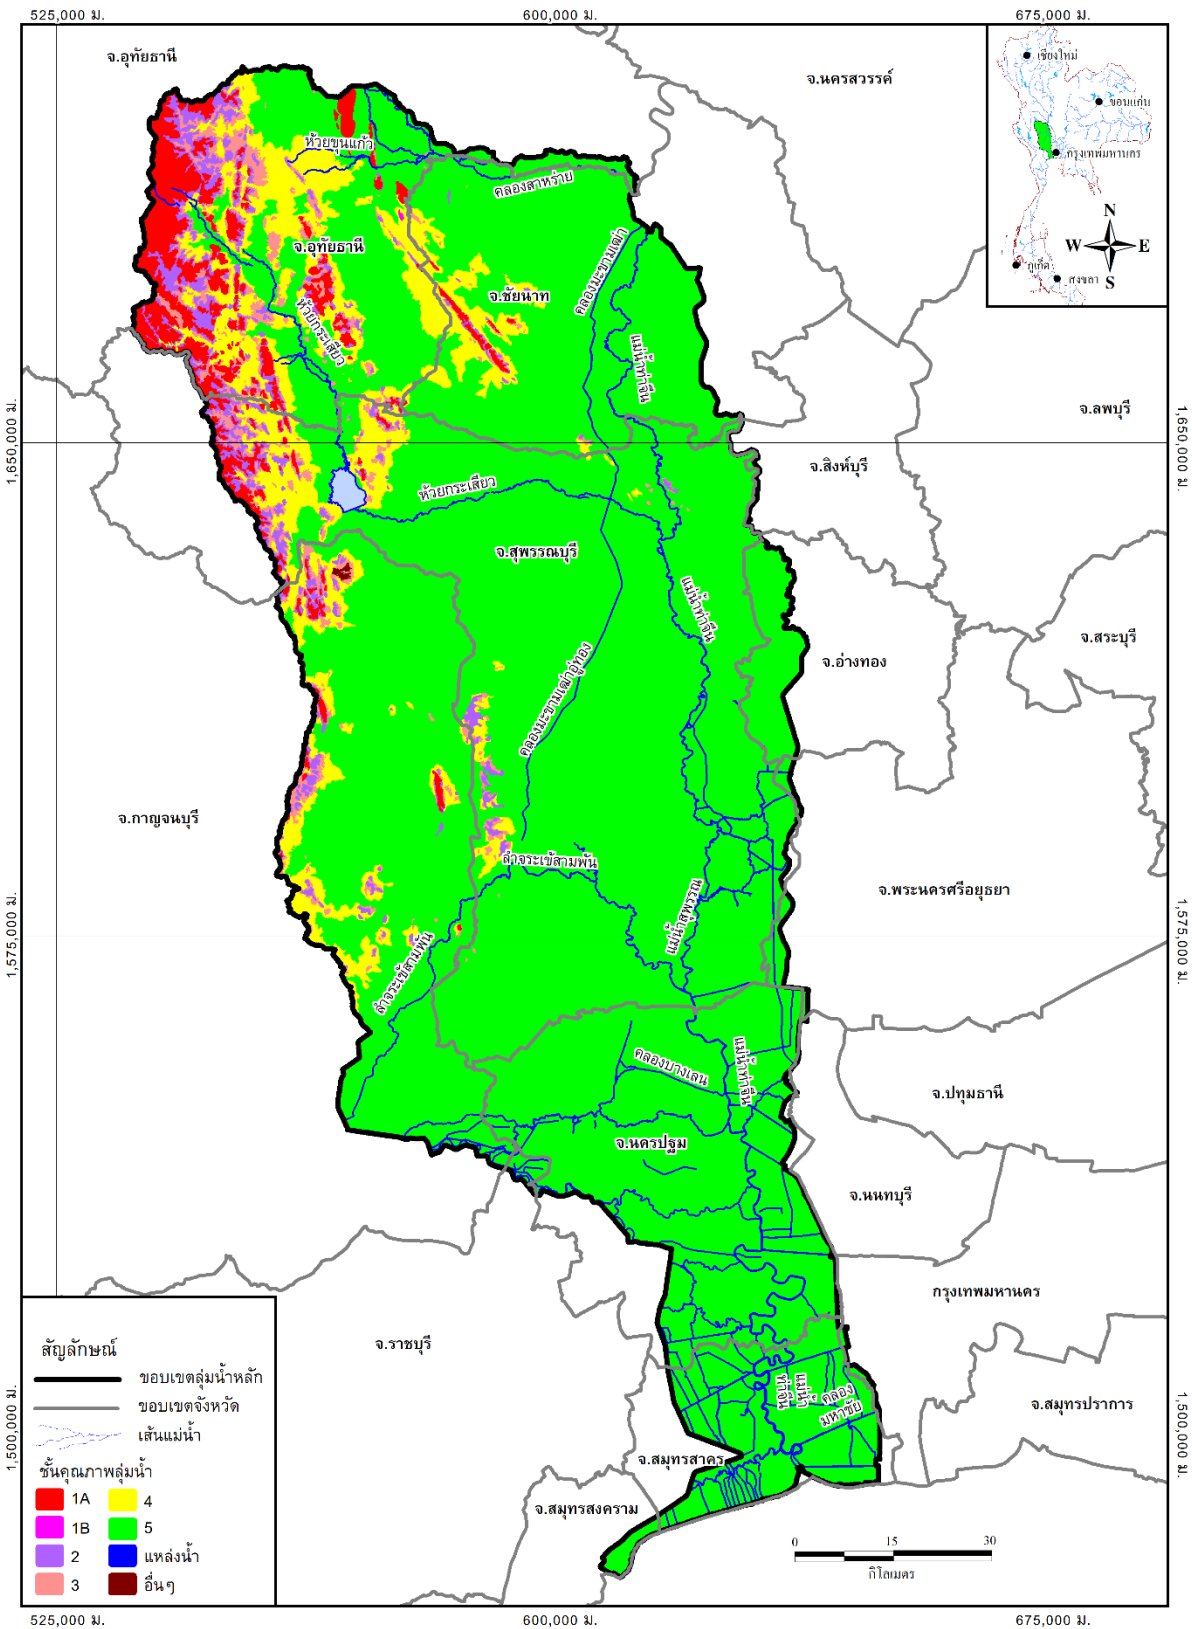 525,000 ม.
600,000 ม.
675,000 ม.
จ.อุทัยธานี
จ.นครสวรรค์
เชียงใหม่
ขอนแก่น
กรุงเทพมหานคร
ภูเก็ต
สงขลา
N
W
E
S
ห้วยขุนแก้ว
คลองสาหร่าย
จ.อุทัยธานี
คลองมะขามเฒ่า
จ.ชัยนาท
ห้วยกระเสียว
แม่น้ำท่าจีน
จ.ลพบุรี
1,650,000 ม.
1,650,000 ม.
จ.สิงห์บุรี
ห้วยกระเสียว
จ.สุพรรณบุรี
แม่น้ำท่าจีน
จ.สระบุรี
จ.อ่างทอง
คลองมะขามเฒ่าอู่ทอง
จ.กาญจนบุรี
ลำจระเข้สามพัน
จ.พระนครศรีอยุธยา
แม่น้ำสุพรรณ
1,575,000 ม.
1,575,000 ม.
ลำจระเข้สามพัน
คลองบางเลน
แม่น้ำท่าจีน
จ.ปทุมธานี
จ.นครปฐม
จ.นนทบุรี
กรุงเทพมหานคร
จ.ราชบุรี
แม่น้ำ
ท่าจีน
คลอง
มหาชัย
จ.สมุทรปราการ
1,500,000 ม.
1,500,000 ม.
จ.สมุทรสาคร
จ.สมุทรสงคราม
สัญลักษณ์
ขอบเขตลุ่มน้ำหลัก
ขอบเขตจังหวัด
เส้นแม่น้ำ
ชั้นคุณภาพลุ่มน้ำ
1A
4
1B
5
2
แหล่งน้ำ
3
อื่นๆ
0
15
30
กิโลเมตร
525,000 ม.
600,000 ม.
675,000 ม.